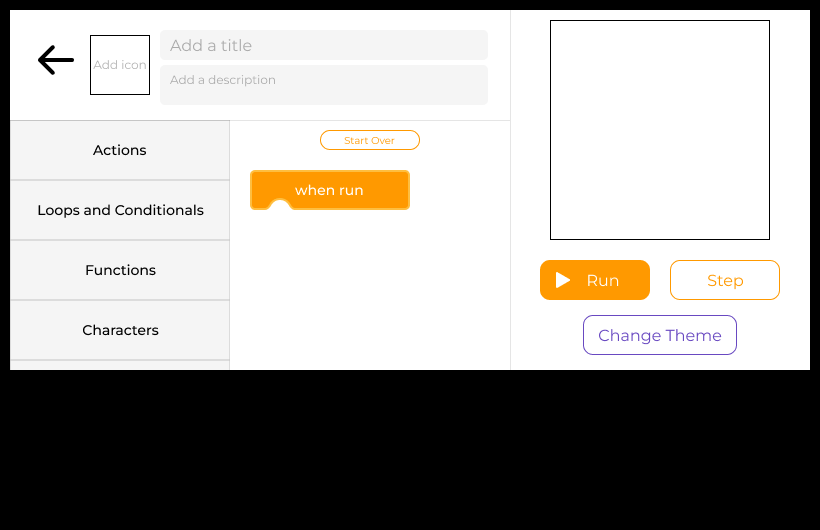 Add icon
Add a title
Add a description
Actions
Loops and Conditionals
Functions
Characters
Start Over
when run
Run
Step
Change Theme